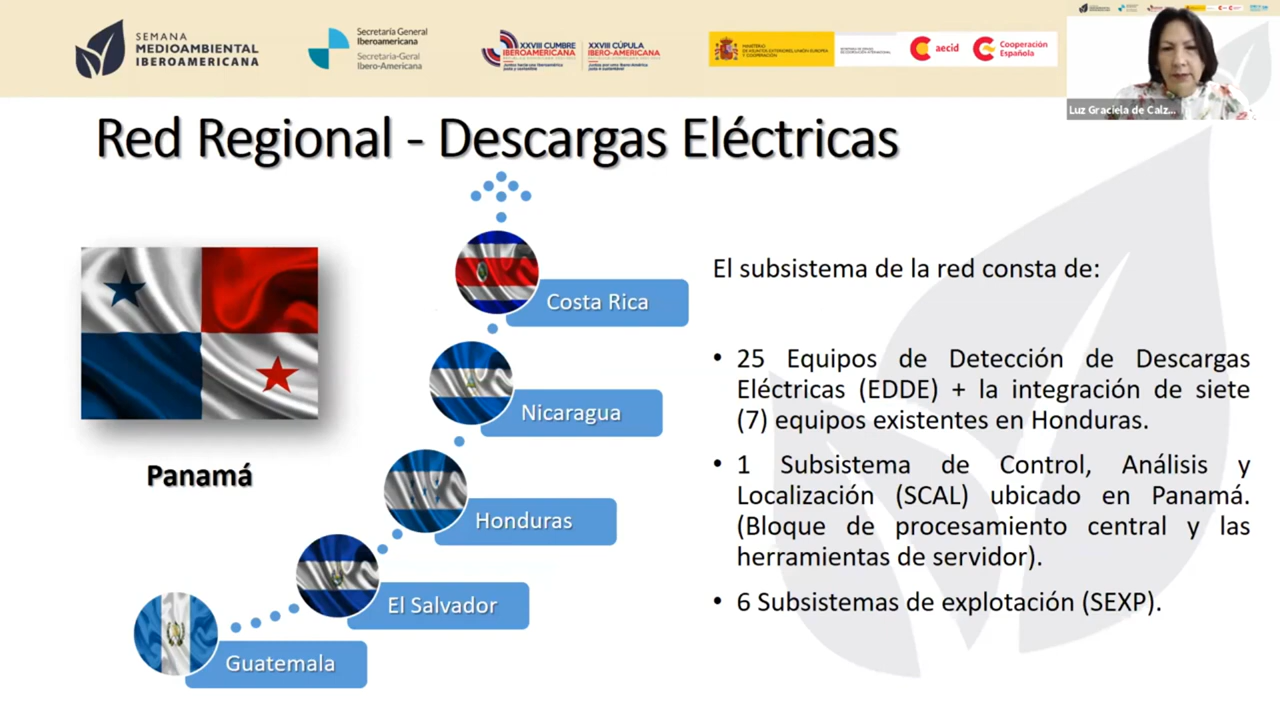 SEMANA
MEDIOAMBIENTAL
IBEROAMERICANA
Secretaría General
Iberoamericana
Secretaria-Geral
Ibero-Americana
XXVIII CUMBRE
IBEROAMERICANA
XXVIII CÚPULA
IBERO-AMERICANA
MINISTERIO
DE ASUNTOS EXTERIORES, UNIÓN EUROPEA
Y COOPERACIÓN
aecid
Cooperación
Española
Luz Graciela de Calz...
Red Regional - Descargas Eléctricas
Costa Rica
Nicaragua
Honduras
El Salvador
Guatemala
Panamá
El subsistema de la red consta de:
• 25 Equipos de Detección de Descargas
Eléctricas (EDDE) + la integración de siete
(7) equipos existentes en Honduras.
• 1 Subsistema de Control, Análisis y
Localización (SCAL) ubicado en Panamá.
(Bloque de procesamiento central y las
herramientas de servidor).
• 6 Subsistemas de explotación (SEXP).